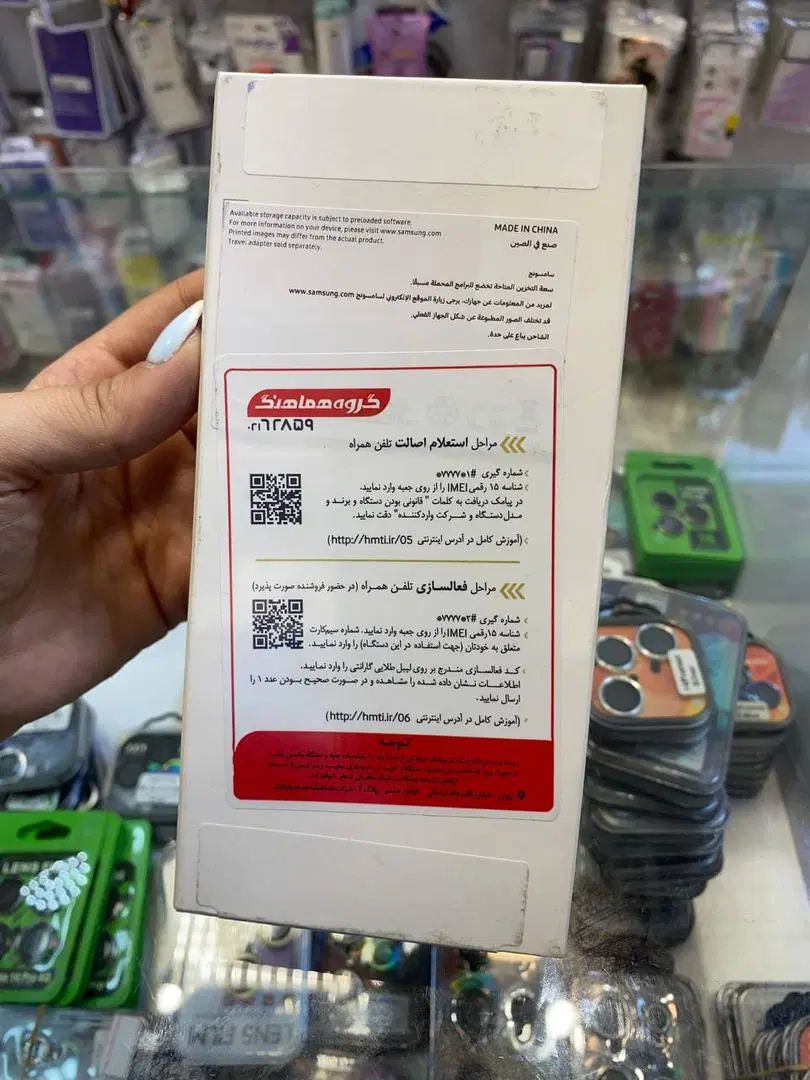 Available storage capacity is subject to preloaded software.
For more information on your device, please visit www.samsung.com
Printed images may differ from the actual product.
Travel adapter sold separately.
MADE IN CHINA
صنع في الصين
سامسونج
سعة التخزين المتاحة تخضع للبرامج المحملة مسبقًا.
لمزيد من المعلومات عن جهازك، يرجى زيارة الموقع الإلكتروني لسامسونج www.samsung.com
قد تختلف الصور المطبوعة عن شكل الجهاز الفعلي.
الشاحن يباع على حدة.
گروه هماهنگ
۰۲۱۶۲۸۵۹
مراحل استعلام اصالت تلفن همراه
شماره گیری #۱*۷۷۷۷*
شناسه ۱۵ رقمی IMEI را از روی جعبه وارد نمایید.
در پیامک دریافت به کلمات " قانونی بودن دستگاه و برند و
مدل دستگاه و شرکت واردکننده" دقت نمایید.
(آموزش کامل در آدرس اینترنتی http://hmti.ir/05)
مراحل فعالسازی تلفن همراه (در حضور فروشنده صورت پذیرد)
شماره گیری #۲*۷۷۷۷*
شناسه ۱۵رقمی IMEI را از روی جعبه وارد نمایید، شماره سیم‌کارت
متعلق به خودتان (جهت استفاده در این دستگاه) را وارد نمایید.
کد فعالسازی مندرج بر روی لیبل طلایی گارانتی را وارد نمایید.
اطلاعات نشان داده شده را مشاهده و در صورت صحیح بودن عدد ۱ را
ارسال نمایید.
(آموزش کامل در آدرس اینترنتی http://hmti.ir/06)
توجه
LENS FILM